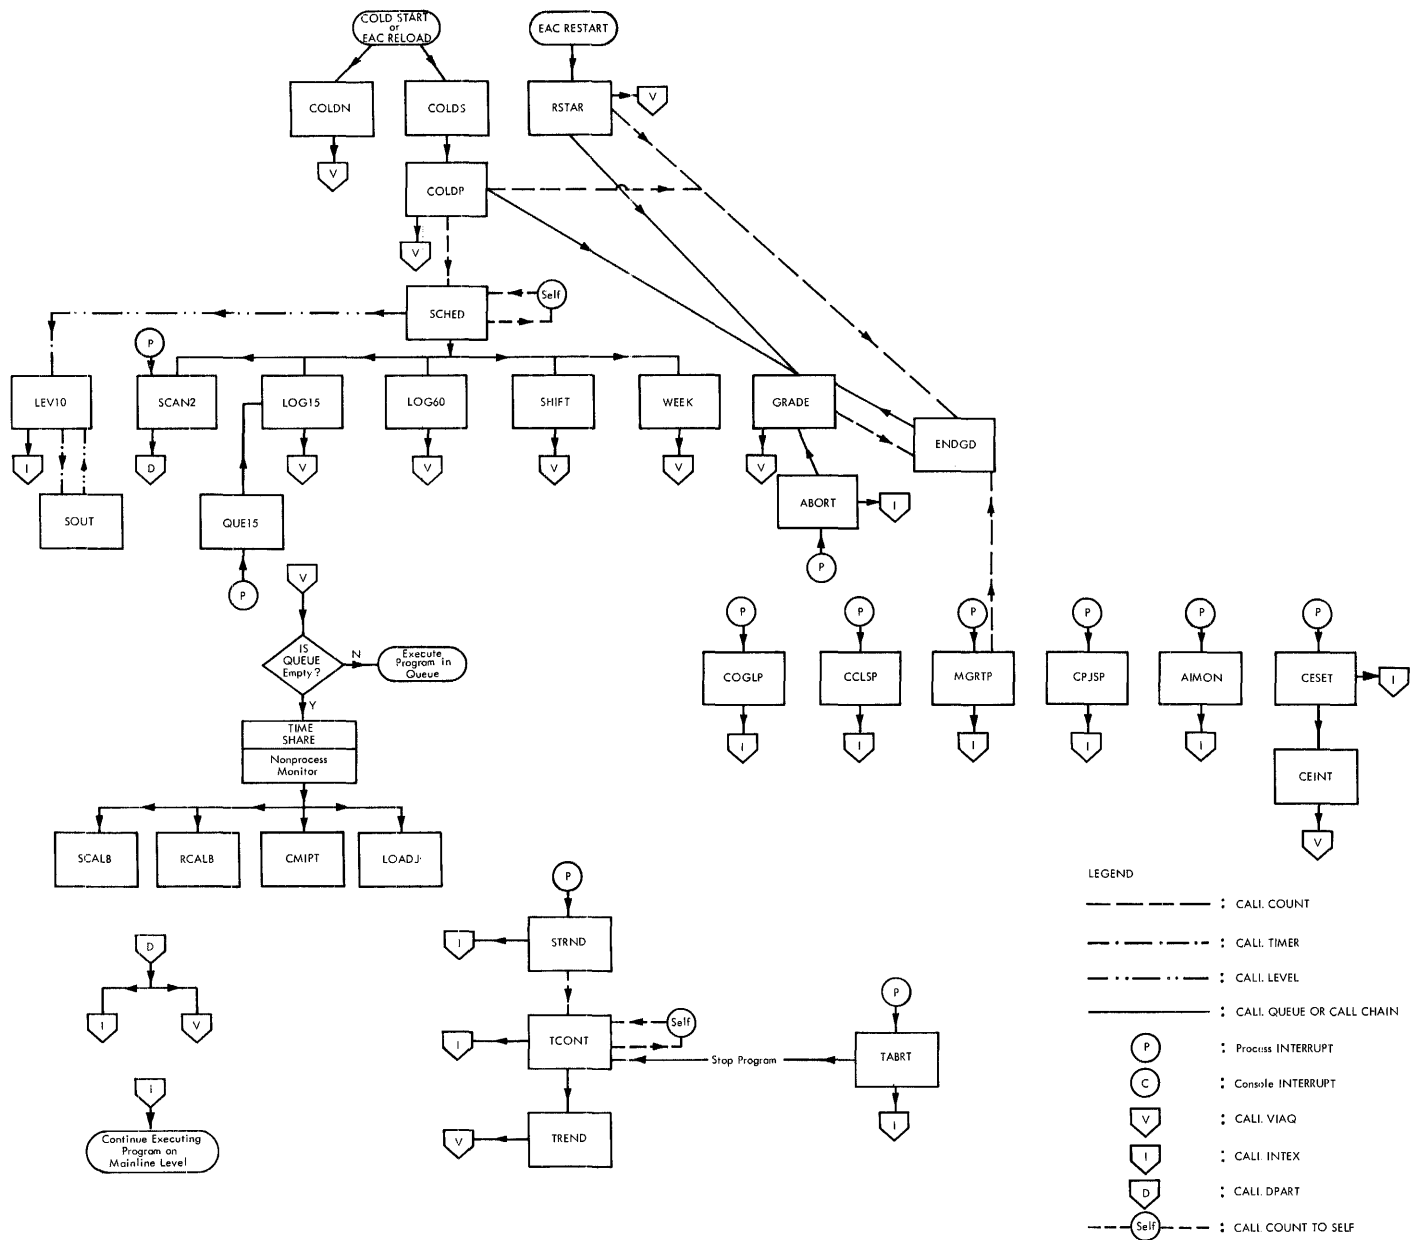 COLD START
or
EAC RELOAD
EAC RESTART
COLDN
COLDS
RSTAR
V
V
COLDP
V
SCHED
Self
P
LEV10
SCAN2
LOG15
LOG60
SHIFT
WEEK
GRADE
ENDGD
I
D
V
V
V
V
V
SOUT
QUE15
ABORT
I
P
P
V
IS
QUEUE
Empty?
N
Execute
Program in
Queue
Y
TIME
SHARE
Nonprocess
Monitor
SCALB
RCALB
CMIPT
LOADJ
P
P
P
P
P
P
COGLP
CCLSP
MGRTP
CPJSP
AIMON
CESET
I
I
I
I
I
I
CEINT
V
D
I
V
I
Continue Executing
Program on
Mainline Level
P
STRND
I
TCONT
I
Self
Stop Program
P
TABRT
I
TREND
V
LEGEND
: CALL COUNT
: CALL TIMER
: CALL LEVEL
: CALL QUEUE OR CALL CHAIN
P : Process INTERRUPT
C : Console INTERRUPT
V : CALL VIAQ
I : CALL INTEX
D : CALL DPART
Self : CALL COUNT TO SELF